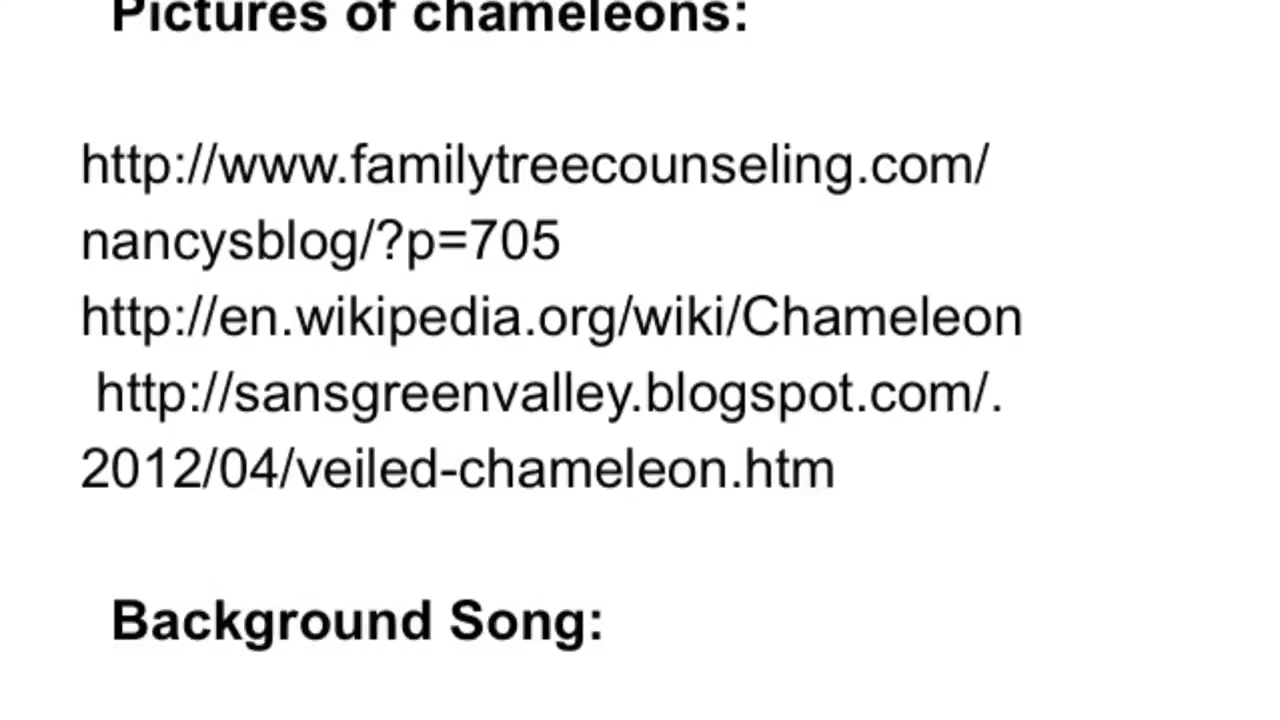 Pictures of chameleons:
http://www.familytreecounseling.com/
nancysblog/?p=705
http://en.wikipedia.org/wiki/Chameleon
http://sansgreenvalley.blogspot.com/.
2012/04/veiled-chameleon.htm
Background Song: